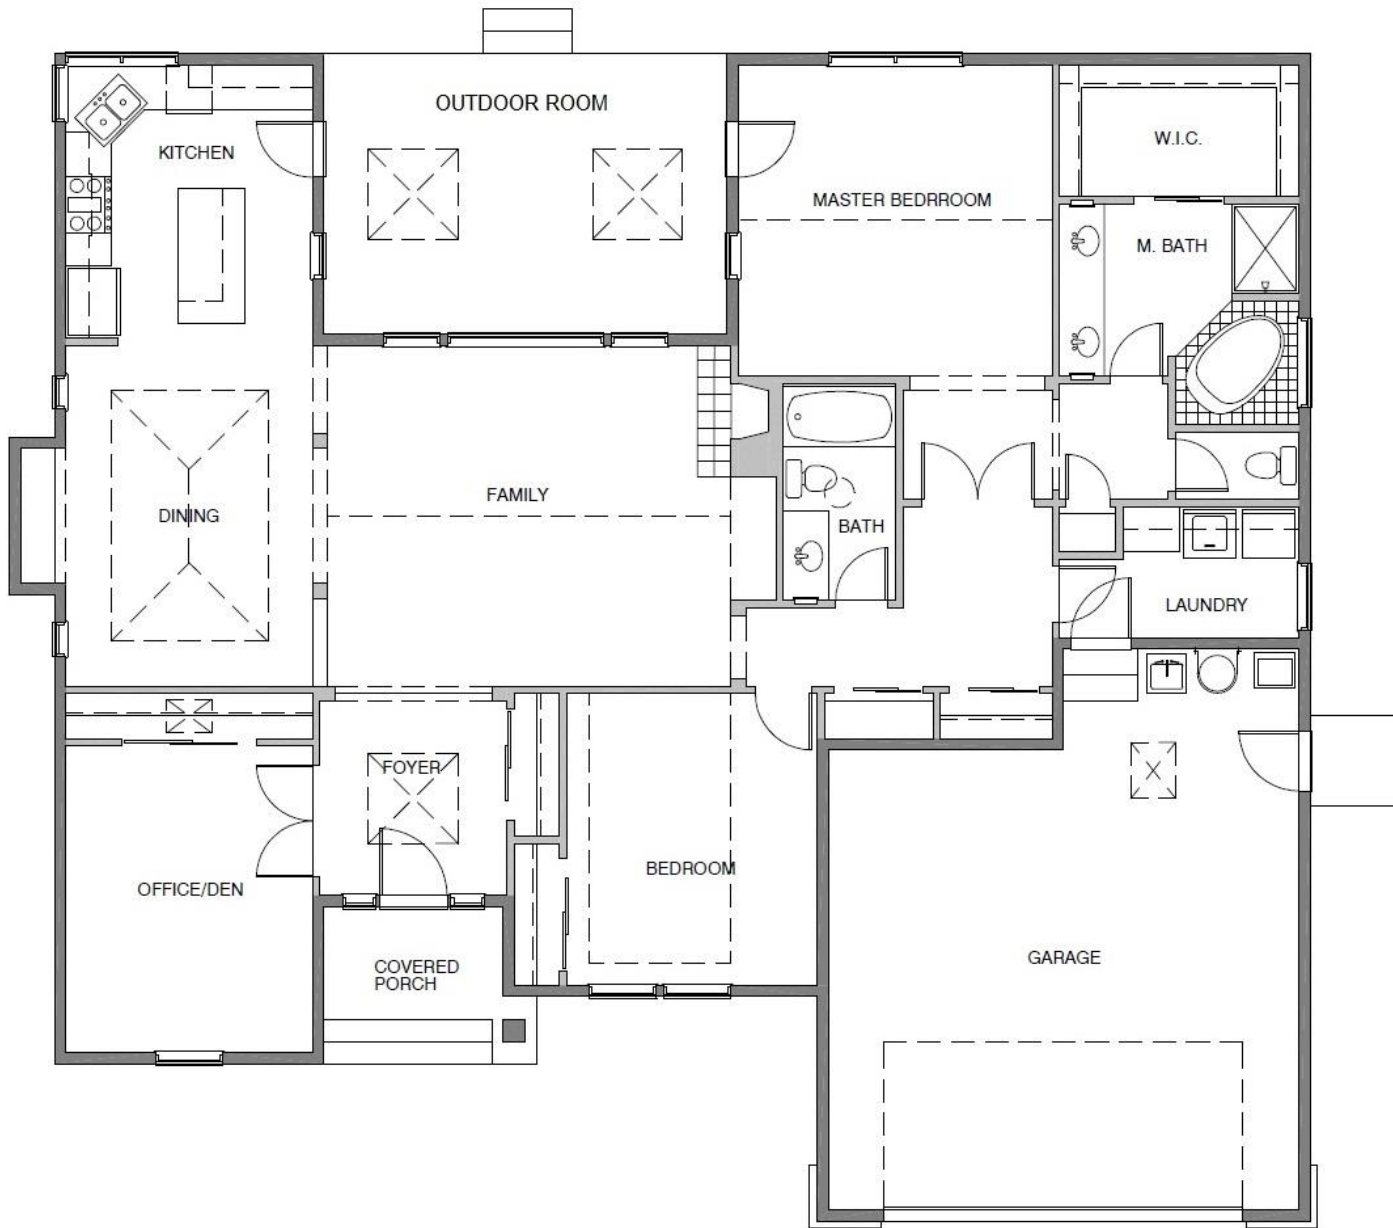 OUTDOOR ROOM
KITCHEN
W.I.C.
MASTER BEDRROOM
M. BATH
FAMILY
DINING
BATH
LAUNDRY
FOYER
BEDROOM
OFFICE/DEN
GARAGE
COVERED
PORCH